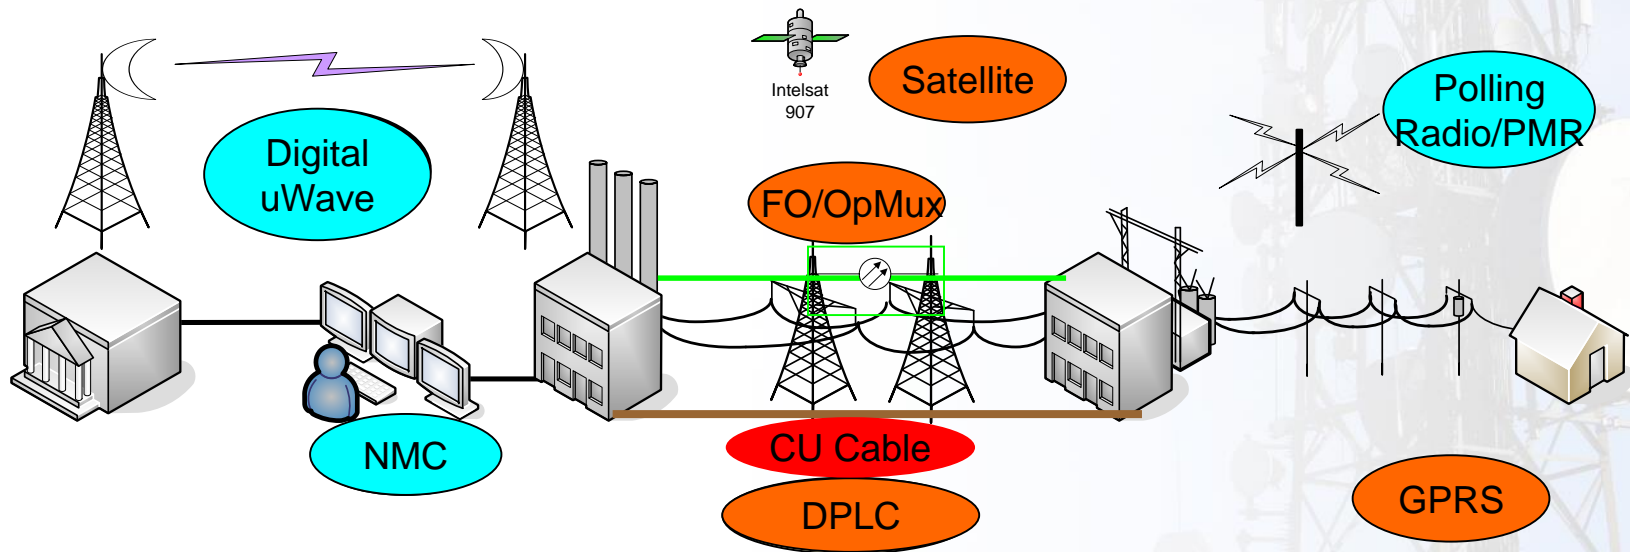 Intelsat
907
Satellite
Polling
Radio/PMR
Digital
uWave
FO/OpMux
NMC
CU Cable
DPLC
GPRS